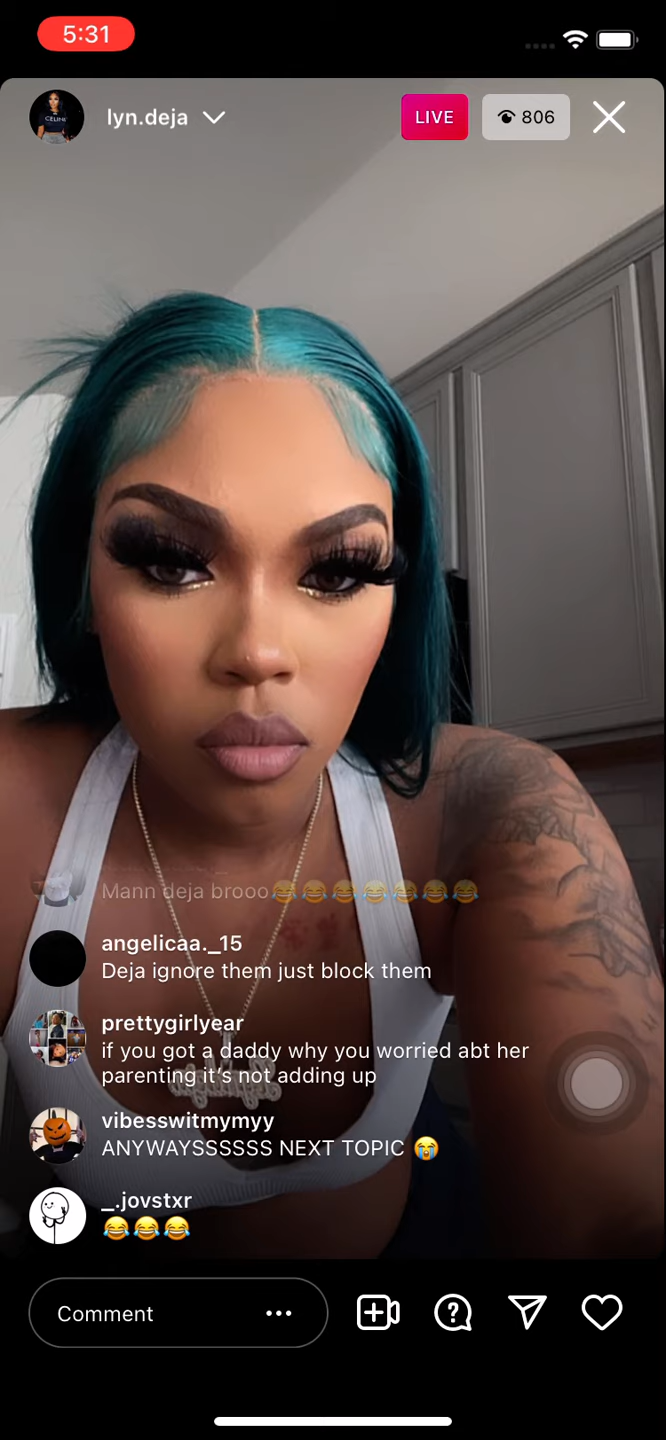 5:31
lyn.deja
LIVE
806
Mann deja brooo😂😂😂😂😂😂😂
angelicaa._15
Deja ignore them just block them
prettygirlyear
if you got a daddy why you worried abt her
parenting it's not adding up
vibesswitmymyy
ANYWAYSSSSSS NEXT TOPIC 😭
_.jovstxr
😂😂😂
Comment